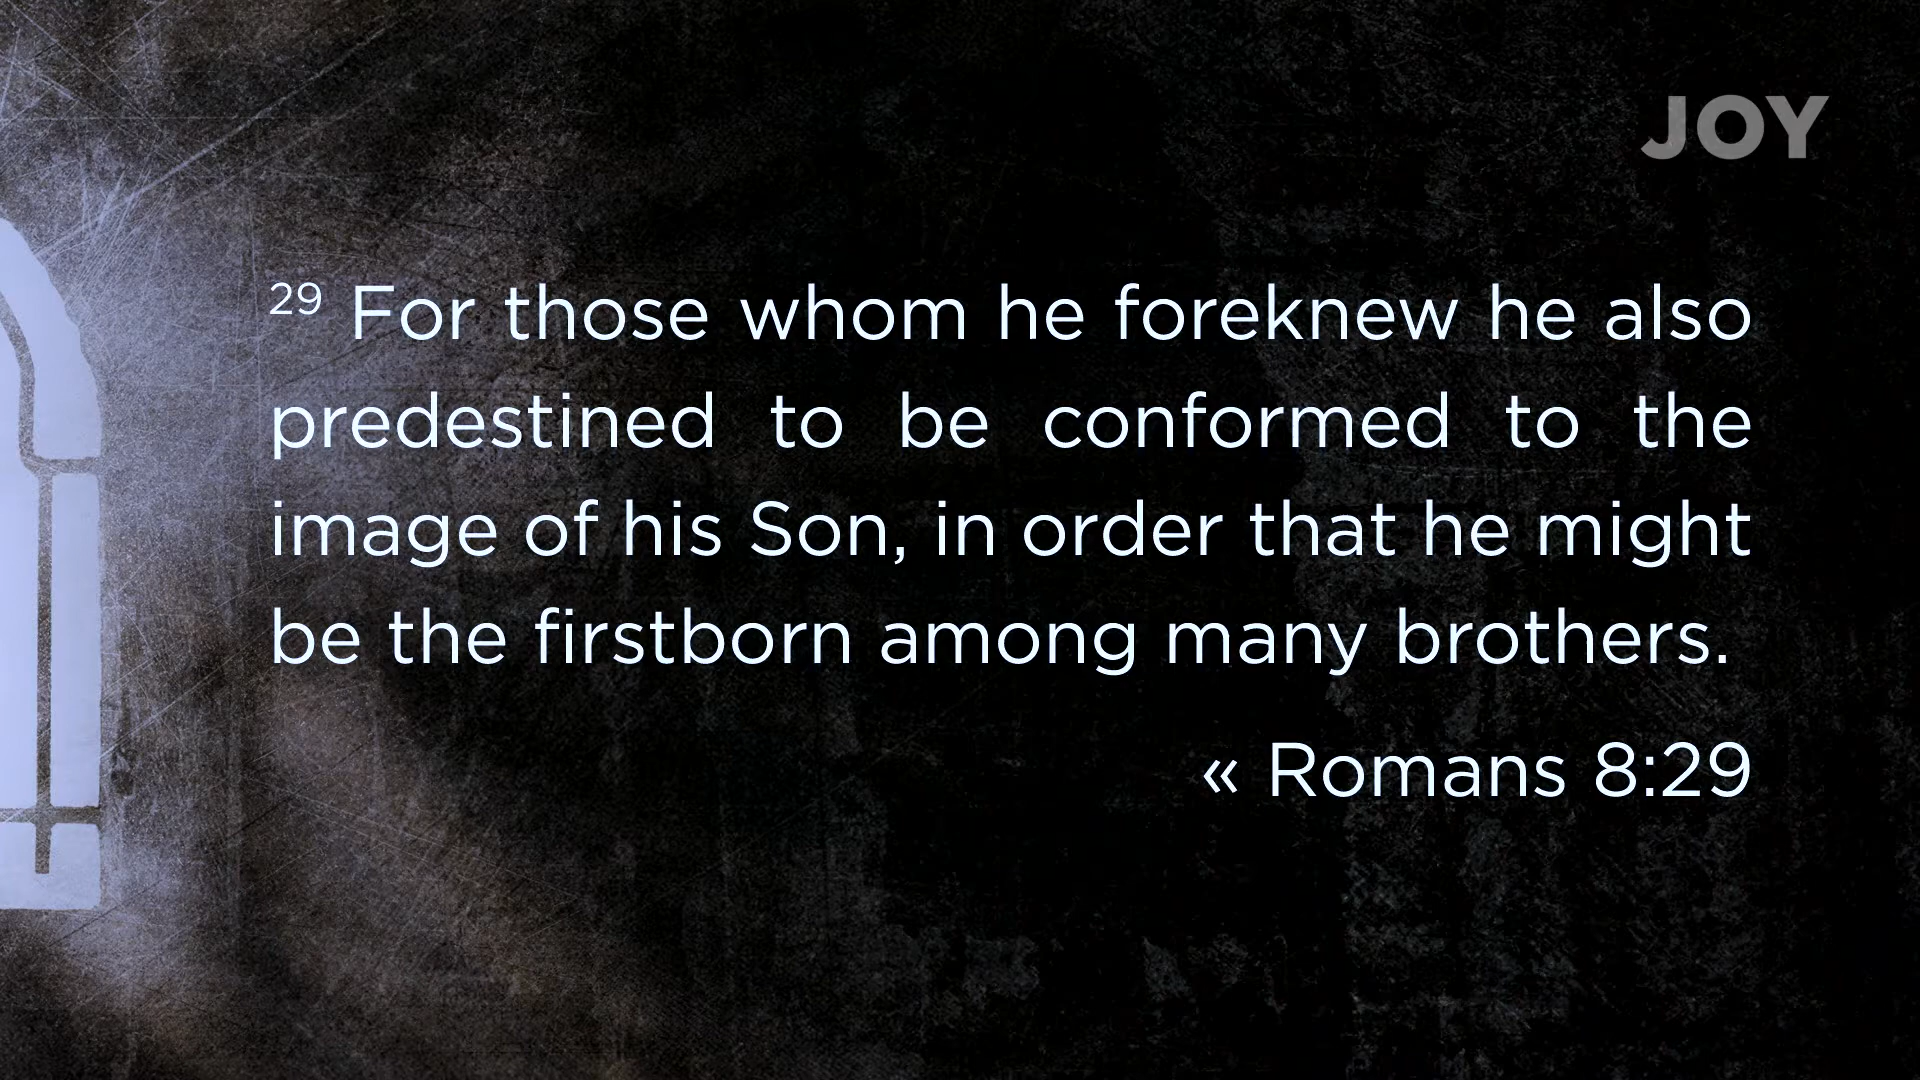 JOY
29 For those whom he foreknew he also
predestined to be conformed to the
image of his Son, in order that he might
be the firstborn among many brothers.
« Romans 8:29